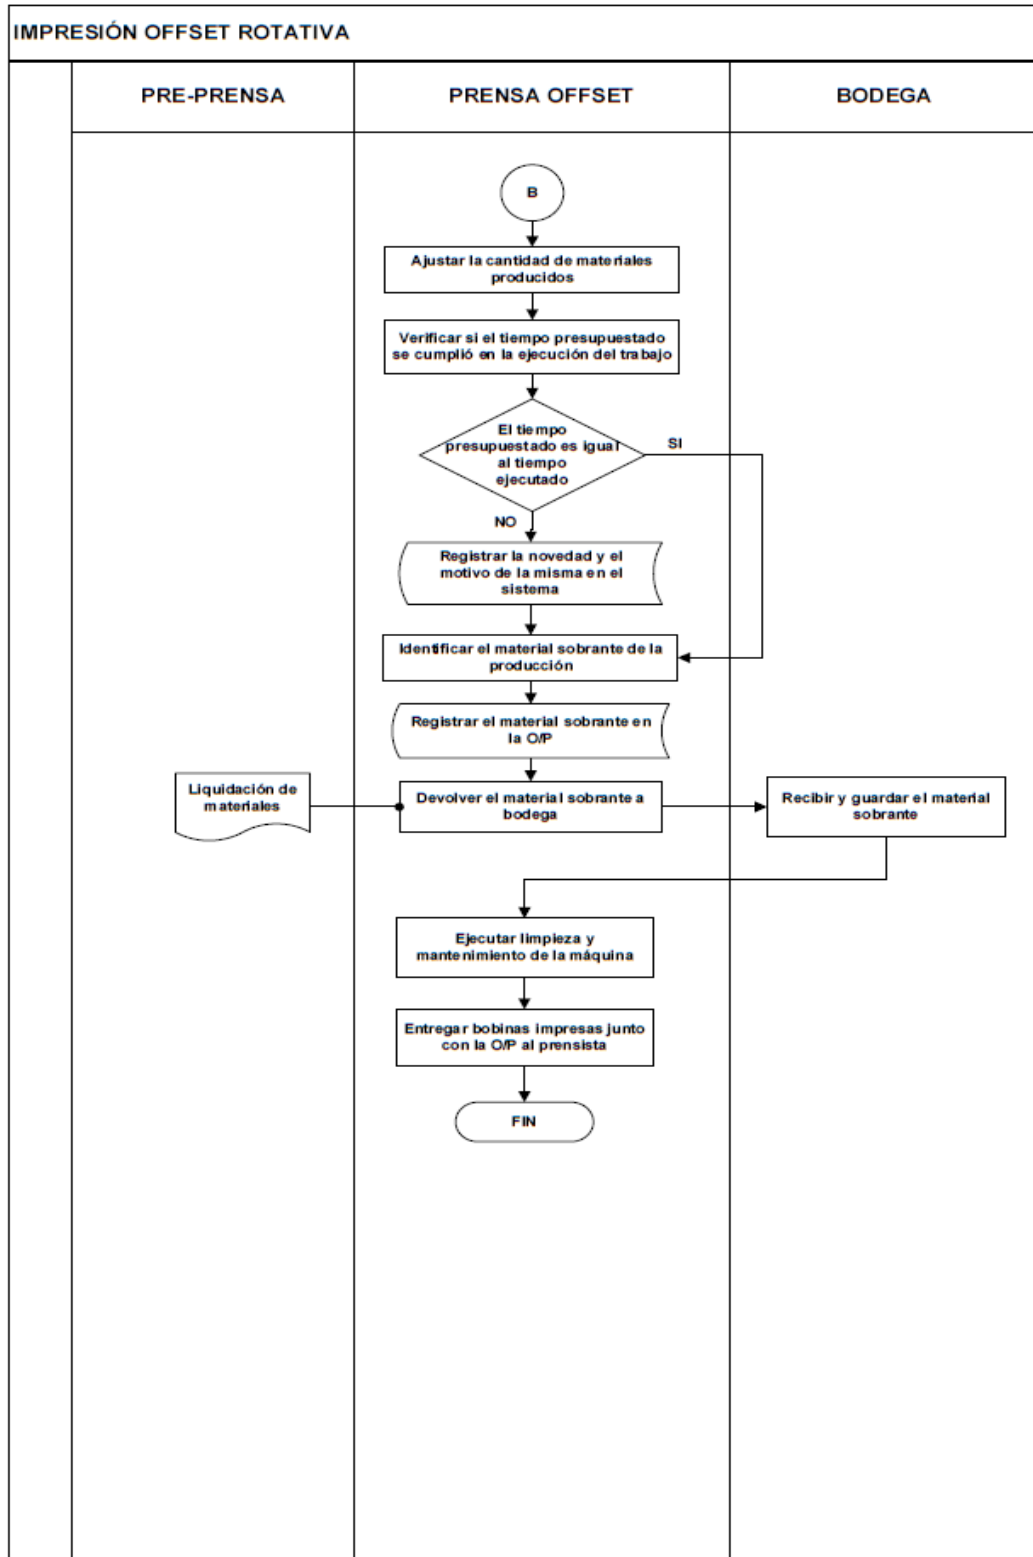 IMPRESIÓN OFFSET ROTATIVA
PRE-PRENSA
PRENSA OFFSET
BODEGA
B
Ajustar la cantidad de materiales
producidos
Verificar si el tiempo presupuestado
se cumplió en la ejecución del trabajo
El tiempo
presupuestado es igual
al tiempo
ejecutado
SI
NO
Registrar la novedad y el
motivo de la misma en el
sistema
Identificar el material sobrante de la
producción
Registrar el material sobrante en
la O/P
Liquidación de
materiales
Devolver el material sobrante a
bodega
Recibir y guardar el material
sobrante
Ejecutar limpieza y
mantenimiento de la máquina
Entregar bobinas impresas junto
con la O/P al prensista
FIN